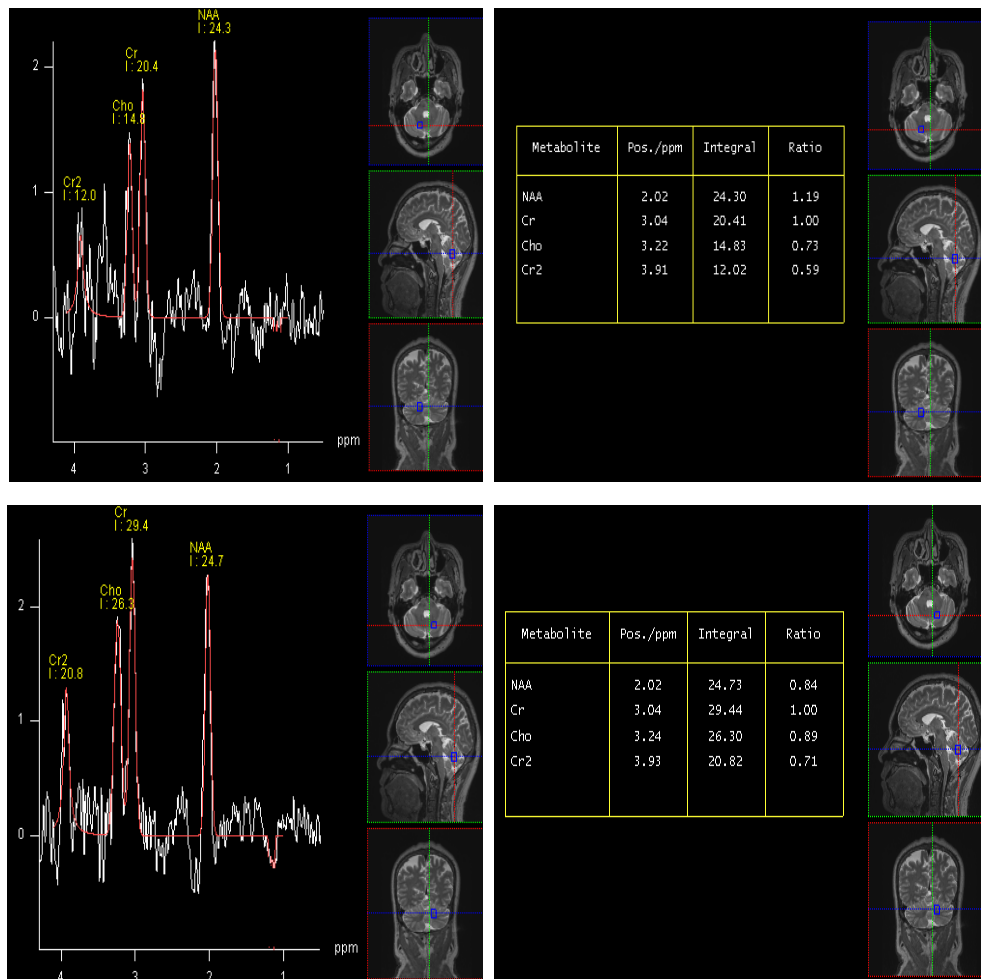 NAA
I : 24.3
Cr
I : 20.4
Cho
I : 14.8
Cr2
I : 12.0
2
1
0
ppm
4 3 2 1
Metabolite Pos./ppm Integral Ratio
NAA 2.02 24.30 1.19
Cr 3.04 20.41 1.00
Cho 3.22 14.83 0.73
Cr2 3.91 12.02 0.59
Cr
I : 29.4
NAA
I : 24.7
Cho
I : 26.3
Cr2
I : 20.8
2
1
0
ppm
4 3 2 1
Metabolite Pos./ppm Integral Ratio
NAA 2.02 24.73 0.84
Cr 3.04 29.44 1.00
Cho 3.24 26.30 0.89
Cr2 3.93 20.82 0.71